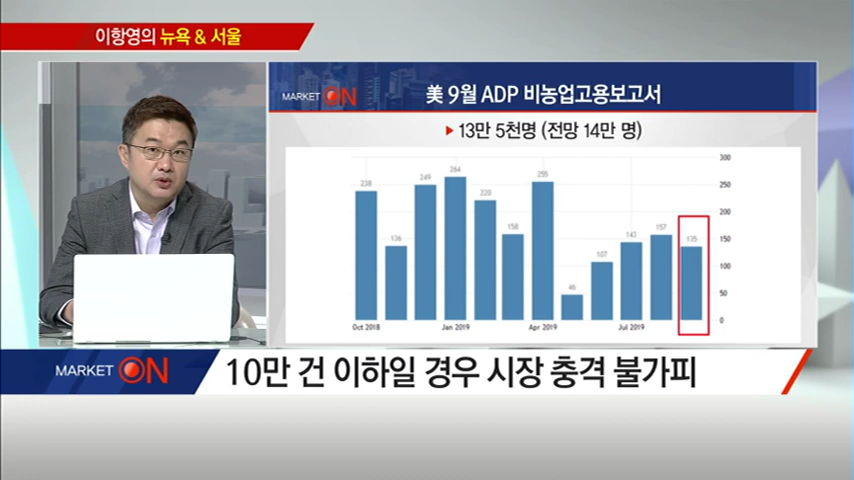 이항영의 뉴욕 & 서울
MARKET ON
美 9월 ADP 비농업고용보고서
▶ 13만 5천명 (전망 14만 명)
300
250
200
150
100
50
0
238
136
249
264
220
158
255
46
107
143
157
135
Oct 2018
Jan 2019
Apr 2019
Jul 2019
MARKET ON
10만 건 이하일 경우 시장 충격 불가피